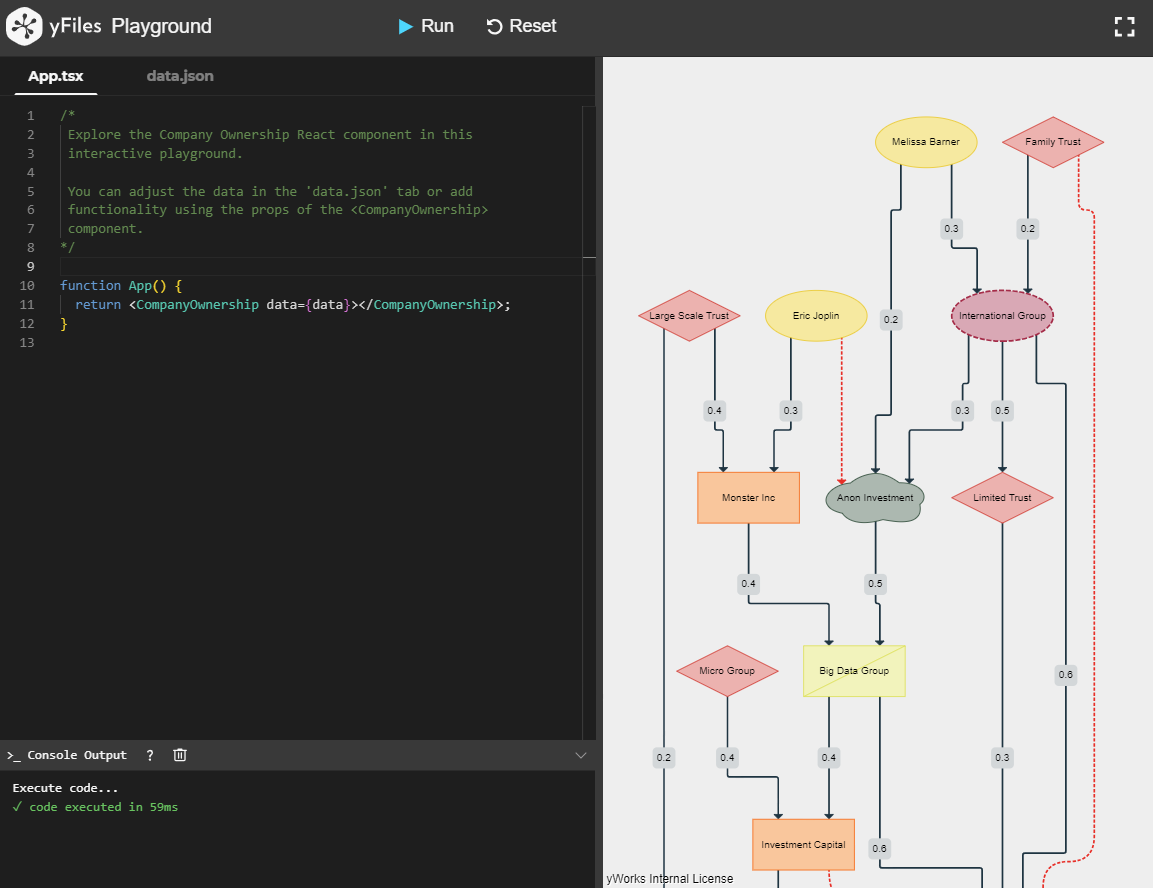 yFiles Playground
Run
Reset
App.tsx
data.json
1 /*
2 Explore the Company Ownership React component in this
3 interactive playground.
4
5 You can adjust the data in the 'data.json' tab or add
6 functionality using the props of the <CompanyOwnership>
7 component.
8 */
9
10 function App() {
11 return <CompanyOwnership data={data}></CompanyOwnership>;
12 }
13
>_ Console Output ?
Execute code...
✓ code executed in 59ms
Melissa Barner
Family Trust
0.3
0.2
Large Scale Trust
Eric Joplin
0.2
International Group
0.4
0.3
0.3
0.5
Monster Inc
Anon Investment
Limited Trust
0.4
0.5
Micro Group
Big Data Group
0.6
0.2
0.4
0.4
0.3
Investment Capital
0.6
yWorks Internal License